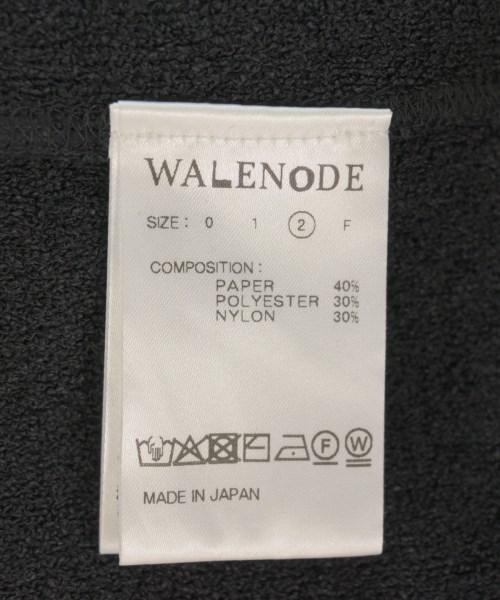 WALENODE
SIZE: 0 1 2 F
COMPOSITION:
PAPER 40%
POLYESTER 30%
NYLON 30%
F W
MADE IN JAPAN